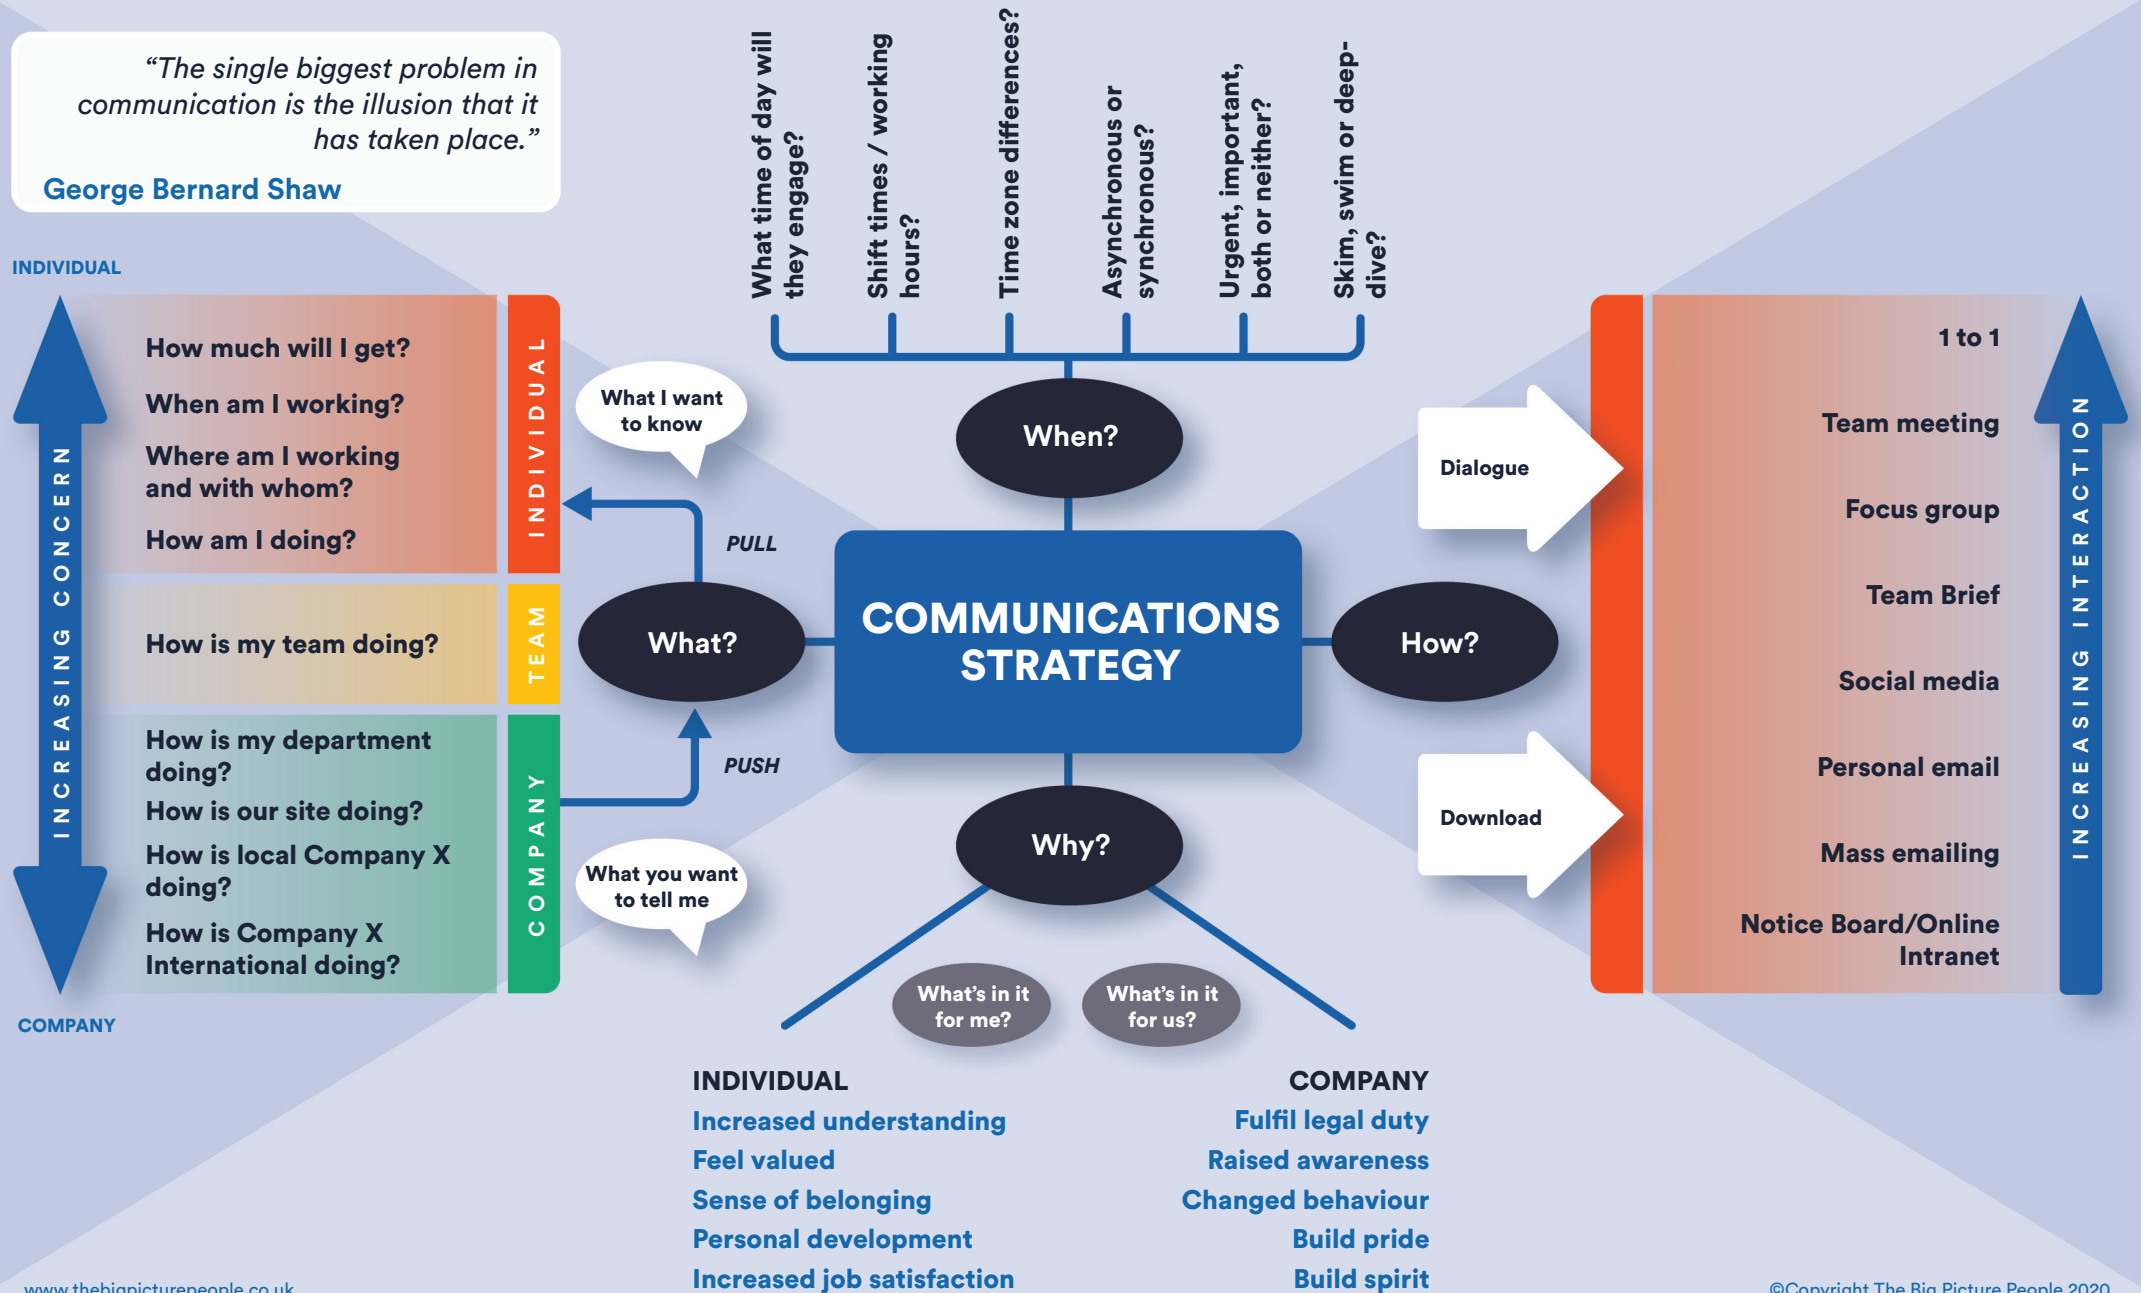 “The single biggest problem in
communication is the illusion that it
has taken place.”
George Bernard Shaw
What time of day will
they engage?
Shift times / working
hours?
Time zone differences?
Asynchronous or
synchronous?
Urgent, important,
both or neither?
Skim, swim or deep-
dive?
INDIVIDUAL
INCREASING CONCERN
COMPANY
How much will I get?
When am I working?
Where am I working
and with whom?
How am I doing?
INDIVIDUAL
How is my team doing?
TEAM
How is my department
doing?
How is our site doing?
How is local Company X
doing?
How is Company X
International doing?
COMPANY
What I want
to know
PULL
What?
PUSH
What you want
to tell me
When?
COMMUNICATIONS
STRATEGY
How?
Why?
Dialogue
Download
1 to 1
Team meeting
Focus group
Team Brief
Social media
Personal email
Mass emailing
Notice Board/Online
Intranet
INCREASING INTERACTION
What’s in it
for me?
What’s in it
for us?
INDIVIDUAL
Increased understanding
Feel valued
Sense of belonging
Personal development
Increased job satisfaction
COMPANY
Fulfil legal duty
Raised awareness
Changed behaviour
Build pride
Build spirit
www.thebigpicturepeople.co.uk
©Copyright The Big Picture People 2020